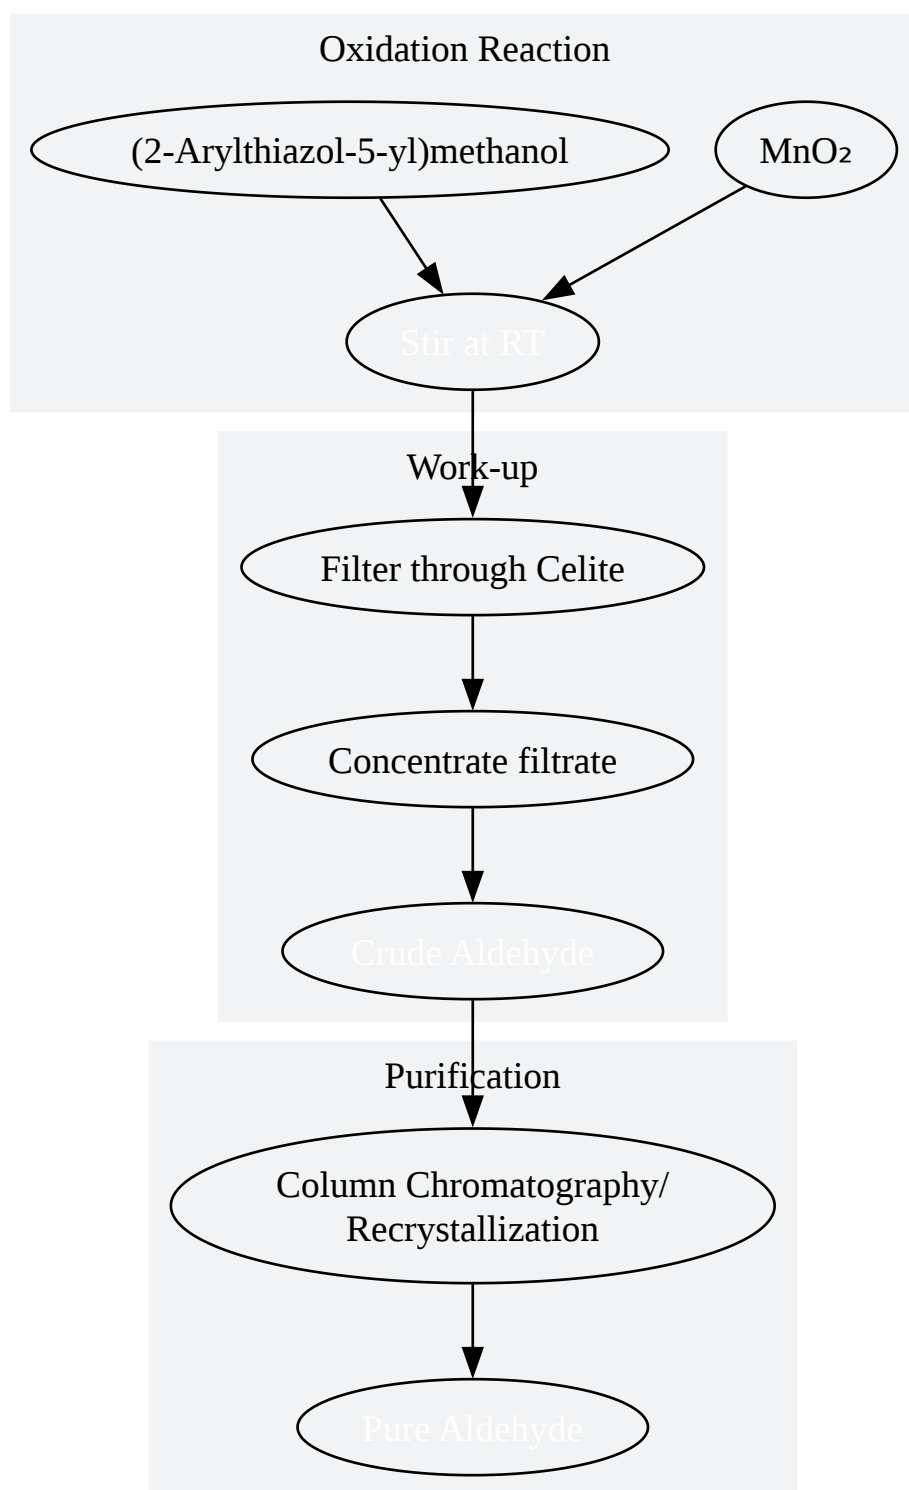 Oxidation Reaction
(2-Arylthiazol-5-yl)methanol
MnO₂
Stir at RT
Work-up
Filter through Celite
Concentrate filtrate
Crude Aldehyde
Purification
Column Chromatography/
Recrystallization
Pure Aldehyde